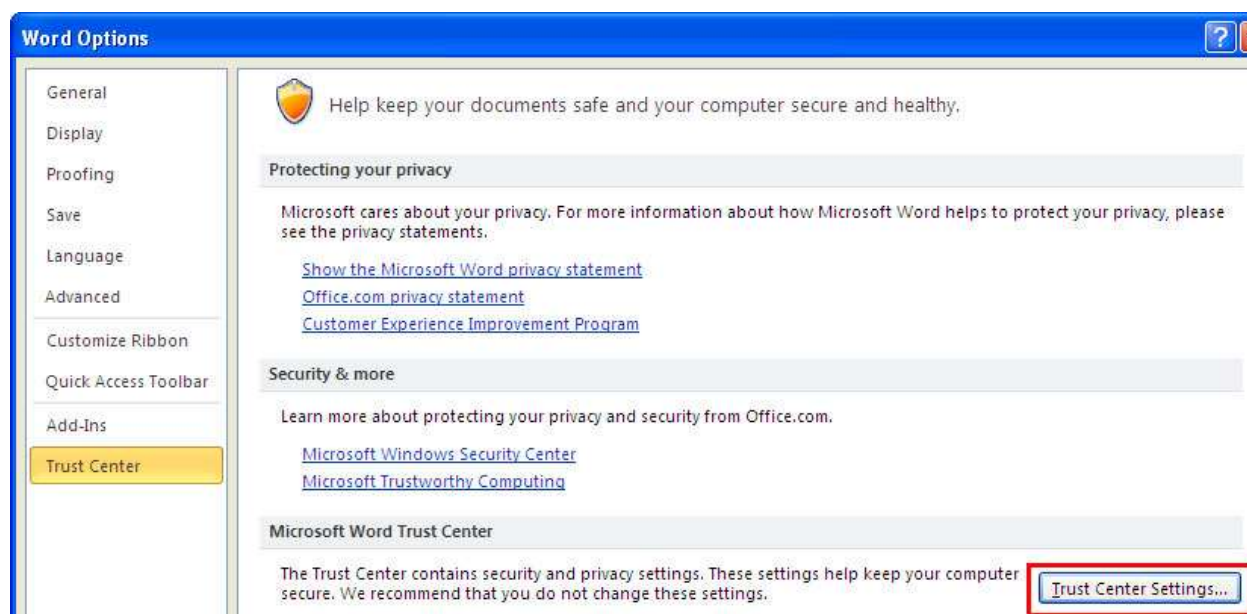 Word Options
?
General
Display
Proofing
Save
Language
Advanced
Customize Ribbon
Quick Access Toolbar
Add-Ins
Trust Center
Help keep your documents safe and your computer secure and healthy.
Protecting your privacy
Microsoft cares about your privacy. For more information about how Microsoft Word helps to protect your privacy, please
see the privacy statements.
Show the Microsoft Word privacy statement
Office.com privacy statement
Customer Experience Improvement Program
Security & more
Learn more about protecting your privacy and security from Office.com.
Microsoft Windows Security Center
Microsoft Trustworthy Computing
Microsoft Word Trust Center
The Trust Center contains security and privacy settings. These settings help keep your computer
secure. We recommend that you do not change these settings.
Trust Center Settings...